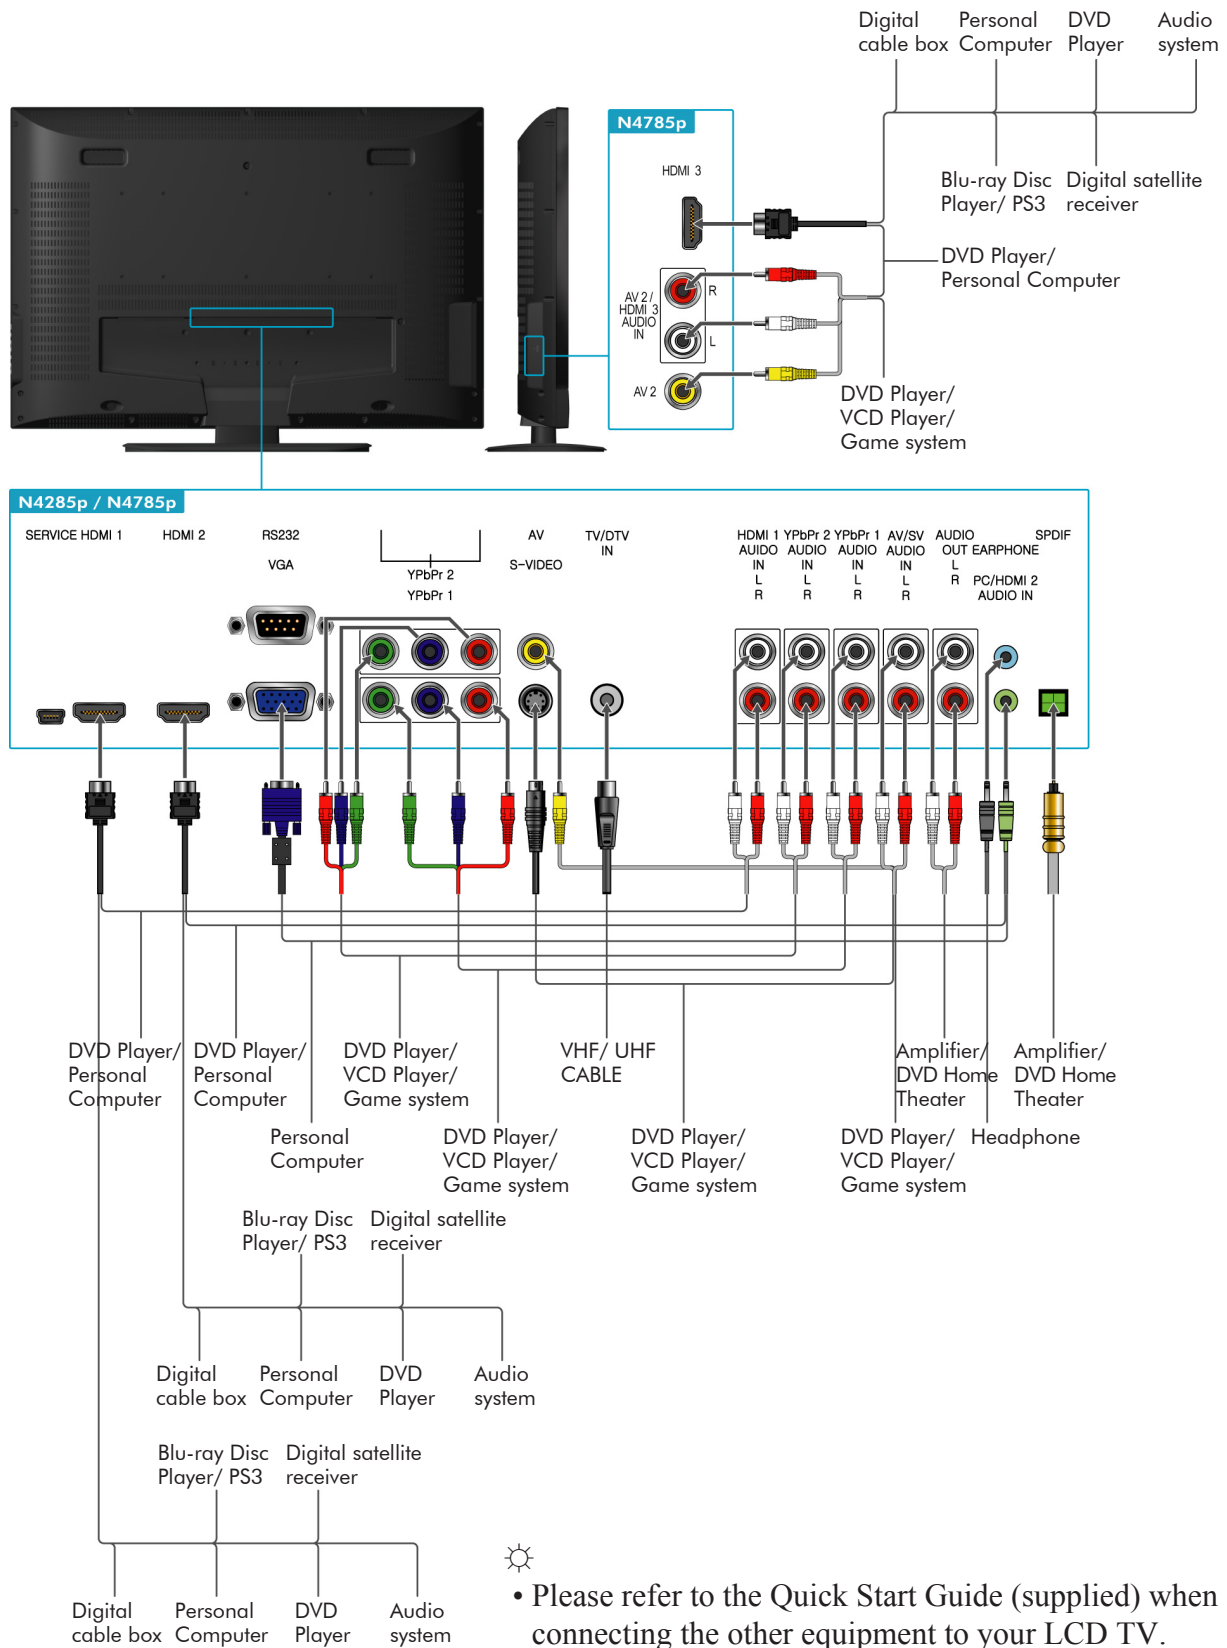 Digital
cable box
Personal
Computer
DVD
Player
Audio
system
N4785p
HDMI 3
Blu-ray Disc
Player/ PS3
Digital satellite
receiver
DVD Player/
Personal Computer
AV 2 /
HDMI 3
AUDIO
IN
R
L
AV 2
DVD Player/
VCD Player/
Game system
N4285p / N4785p
SERVICE HDMI 1
HDMI 2
RS232
VGA
YPbPr 2
YPbPr 1
AV
S-VIDEO
TV/DTV
IN
HDMI 1
AUIDO
IN
L
R
YPbPr 2
AUDIO
IN
L
R
YPbPr 1
AUDIO
IN
L
R
AV/SV
AUDIO
IN
L
R
AUDIO
OUT
L
R
EARPHONE
PC/HDMI 2
AUDIO IN
SPDIF
DVD Player/
Personal
Computer
DVD Player/
Personal
Computer
DVD Player/
VCD Player/
Game system
VHF/ UHF
CABLE
Amplifier/
DVD Home
Theater
Amplifier/
DVD Home
Theater
Personal
Computer
DVD Player/
VCD Player/
Game system
DVD Player/
VCD Player/
Game system
DVD Player/
VCD Player/
Game system
Headphone
Blu-ray Disc
Player/ PS3
Digital satellite
receiver
Digital
cable box
Personal
Computer
DVD
Player
Audio
system
Blu-ray Disc
Player/ PS3
Digital satellite
receiver
Digital
cable box
Personal
Computer
DVD
Player
Audio
system
• Please refer to the Quick Start Guide (supplied) when
connecting the other equipment to your LCD TV.